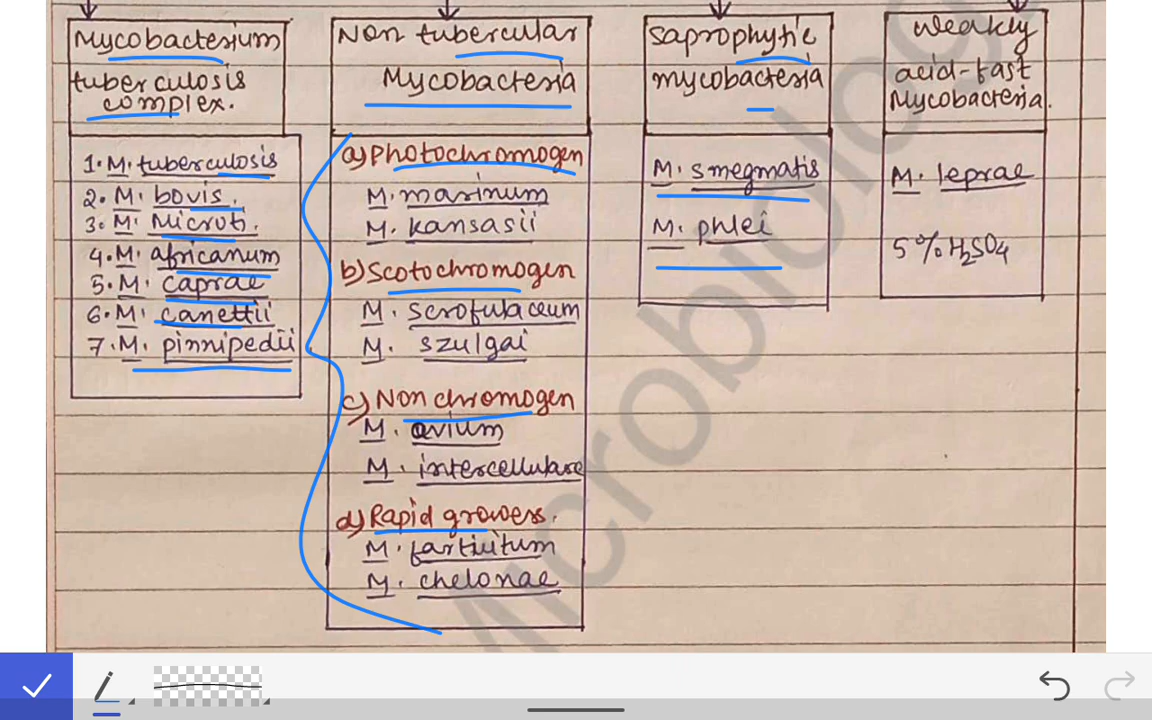 Mycobacterium
tuberculosis
complex.
1. M. tuberculosis
2. M. bovis.
3. M. Microti.
4. M. africanum
5. M. caprae
6. M. canettii
7. M. pinnipedii
Non tubercular
Mycobacteria
a) Photochromogen
M. marinum
M. kansasii
b) Scotochromogen
M. scrofulaceum
M. szulgai
c) Non chromogen
M. avium
M. intercellulare
d) Rapid growers.
M. fortiutum
M. chelonae
Saprophytic
mycobacteria
M. smegmatis
M. phlei
Weakly
acid-fast
Mycobacteria.
M. leprae
5% H2SO4
Microbiolog